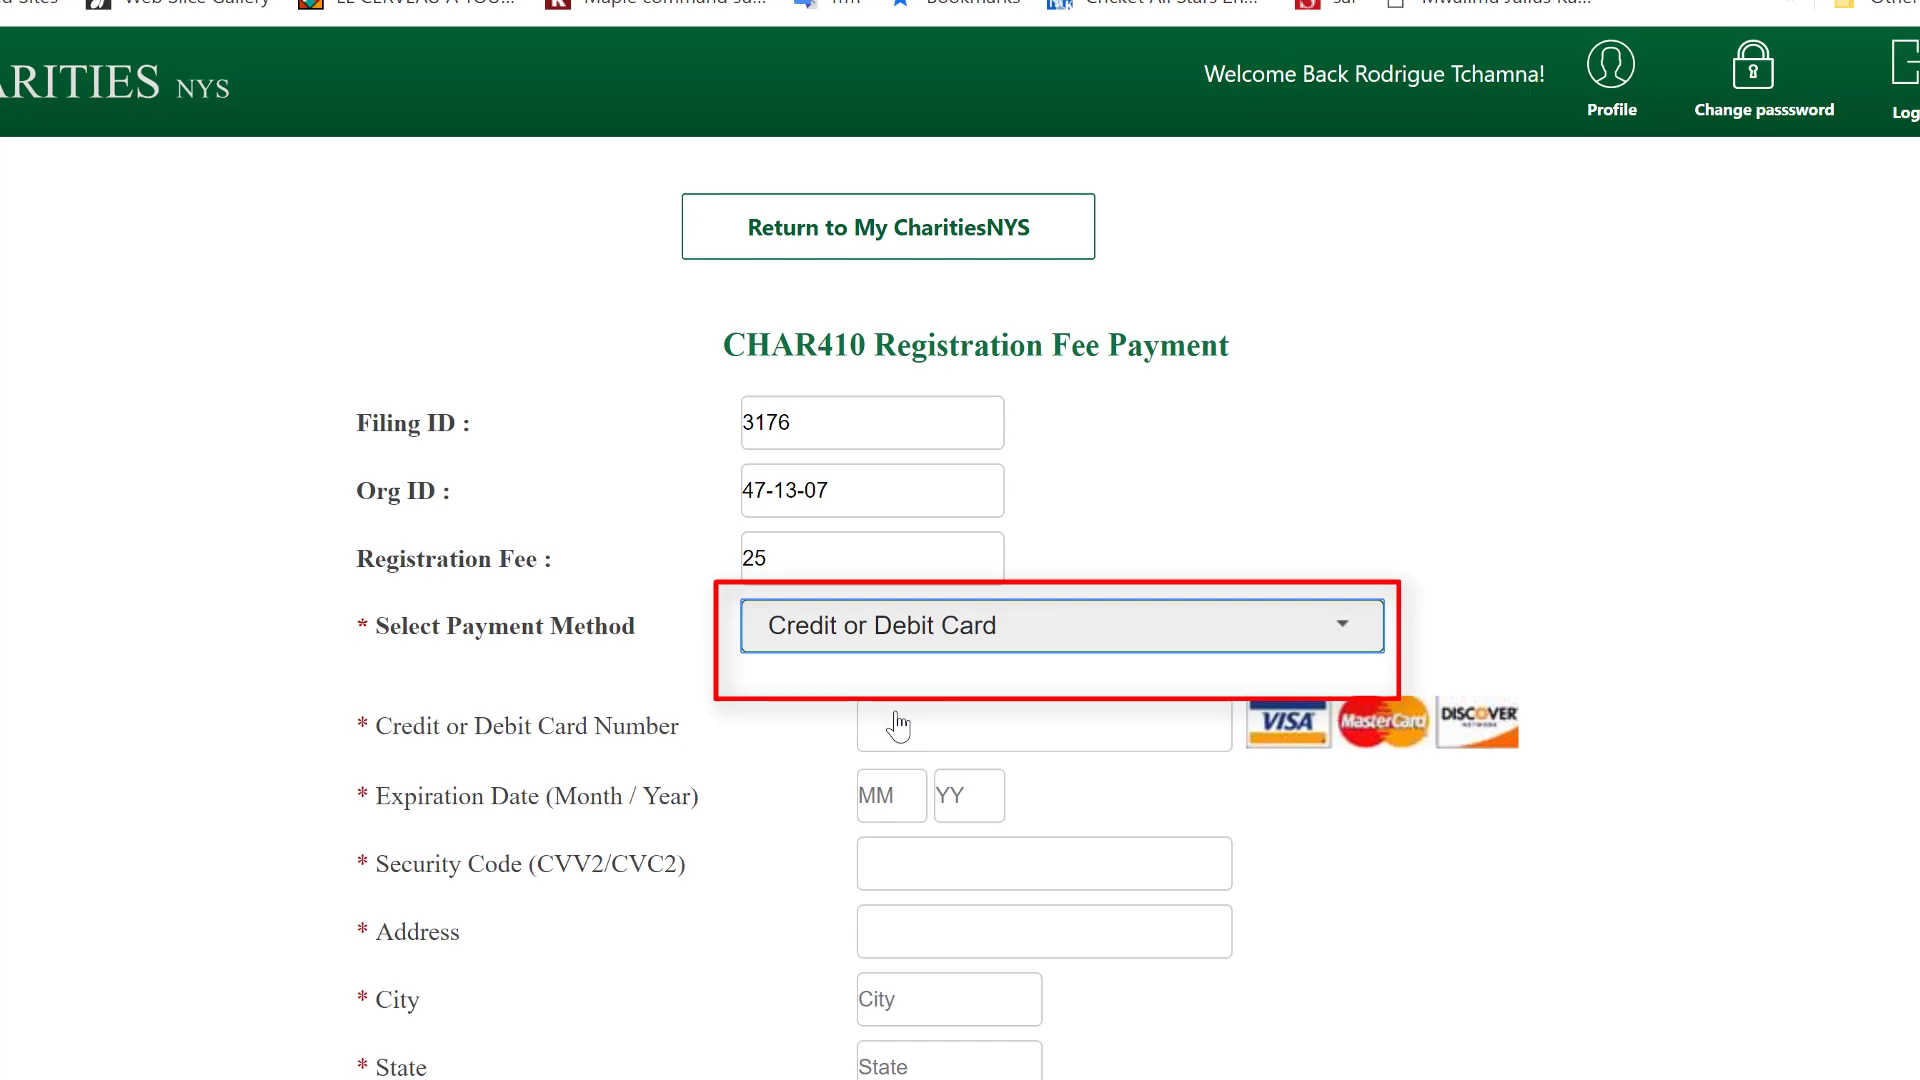 Web Slice Gallery
Bookmarks
ARITIES NYS
Welcome Back Rodrigue Tchamna!
Profile
Change passsword
Log
Return to My CharitiesNYS
CHAR410 Registration Fee Payment
Filing ID :
3176
Org ID :
47-13-07
Registration Fee :
25
* Select Payment Method
Credit or Debit Card
* Credit or Debit Card Number
VISA MasterCard DISCOVER
NETWORK
* Expiration Date (Month / Year)
MM YY
* Security Code (CVV2/CVC2)
* Address
* City
City
* State
State